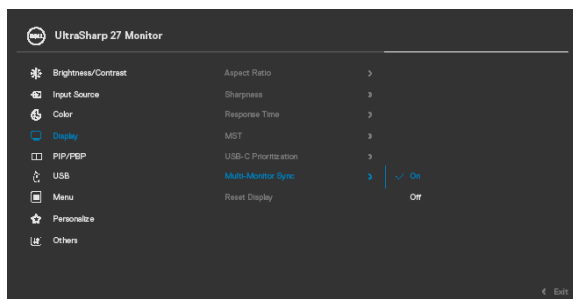 DELL
UltraSharp 27 Monitor
Brightness/Contrast
Aspect Ratio
Input Source
Sharpness
Color
Response Time
Display
MST
PIP/PBP
USB-C Prioritization
USB
Multi-Monitor Sync
On
Menu
Reset Display
Off
Personalize
Others
Exit